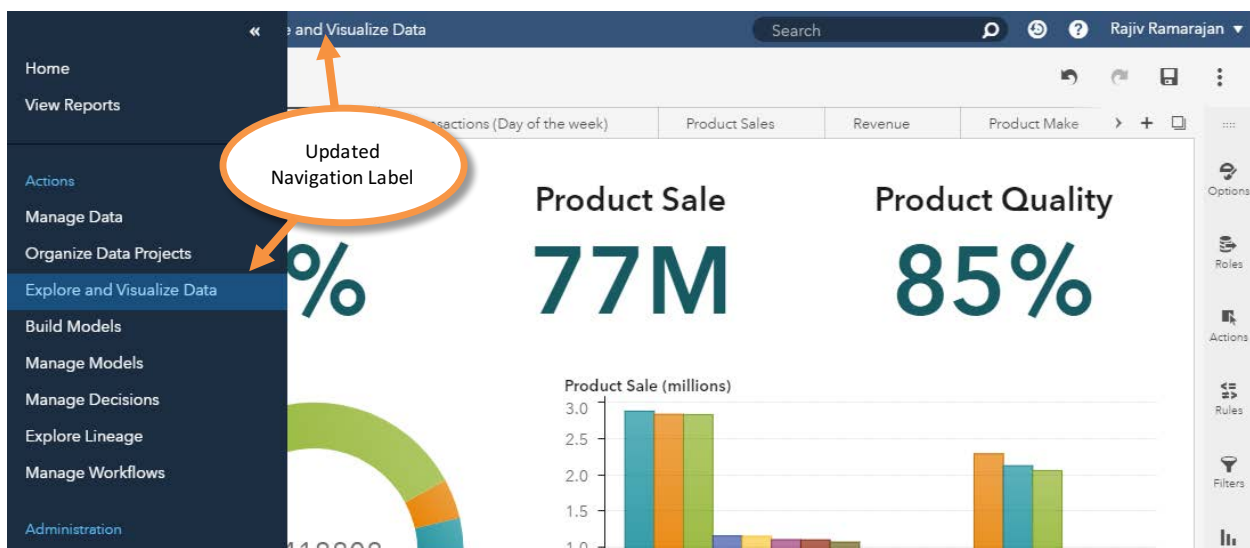 «
and Visualize Data
Search
Rajiv Ramarajan
Home
View Reports
(Day of the week)
Product Sales
Revenue
Product Make
Updated
Navigation Label
Actions
Manage Data
Organize Data Projects
Explore and Visualize Data
Build Models
Manage Models
Manage Decisions
Explore Lineage
Manage Workflows
Administration
%
Product Sale
77M
Product Quality
85%
Product Sale (millions)
3.0
2.5
2.0
1.5
1.0
Options
Roles
Actions
Rules
Filters